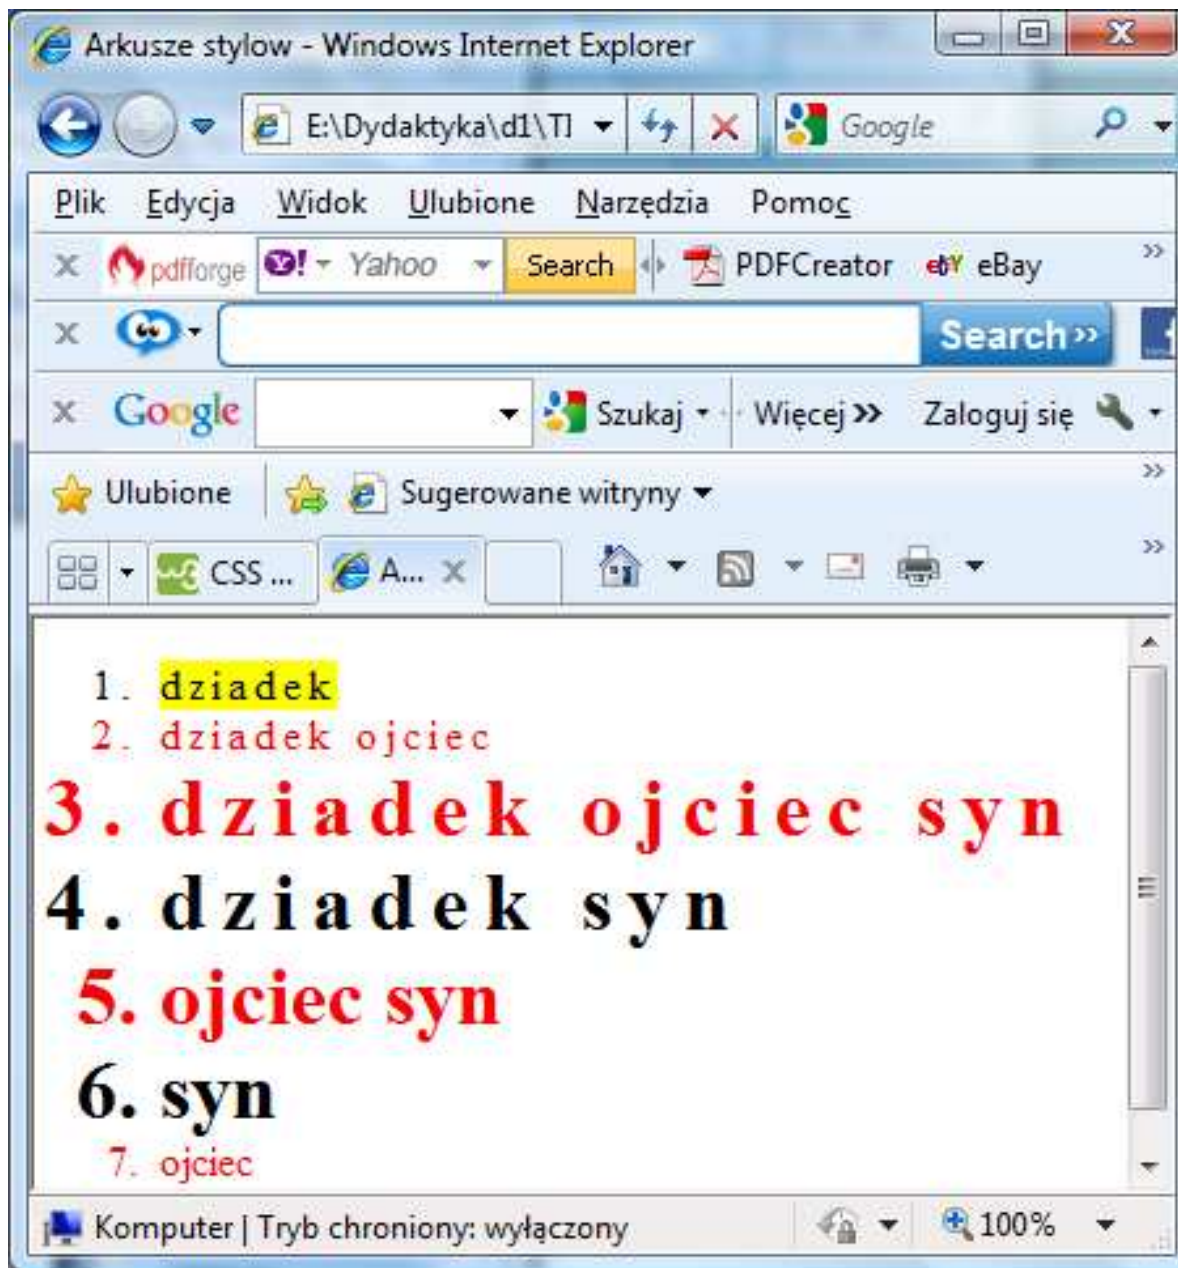 Arkusze stylow - Windows Internet Explorer
E:\Dydaktyka\d1\Tl Google
Plik Edycja Widok Ulubione Narzędzia Pomoc
pdfforge Y! Yahoo Search PDFCreator ebY eBay
Search
Google Szukaj Więcej Zaloguj się
Ulubione Sugerowane witryny
CSS ... A...
1. dziadek
2. dziadek ojciec
3. dziadek ojciec syn
4. dziadek syn
5. ojciec syn
6. syn
7. ojciec
Komputer | Tryb chroniony: wyłączony 100%